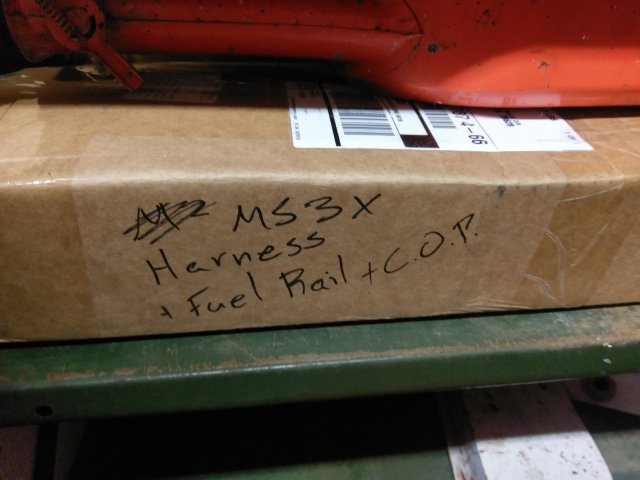 MS3X
Harness
+ Fuel Rail + C.O.P.